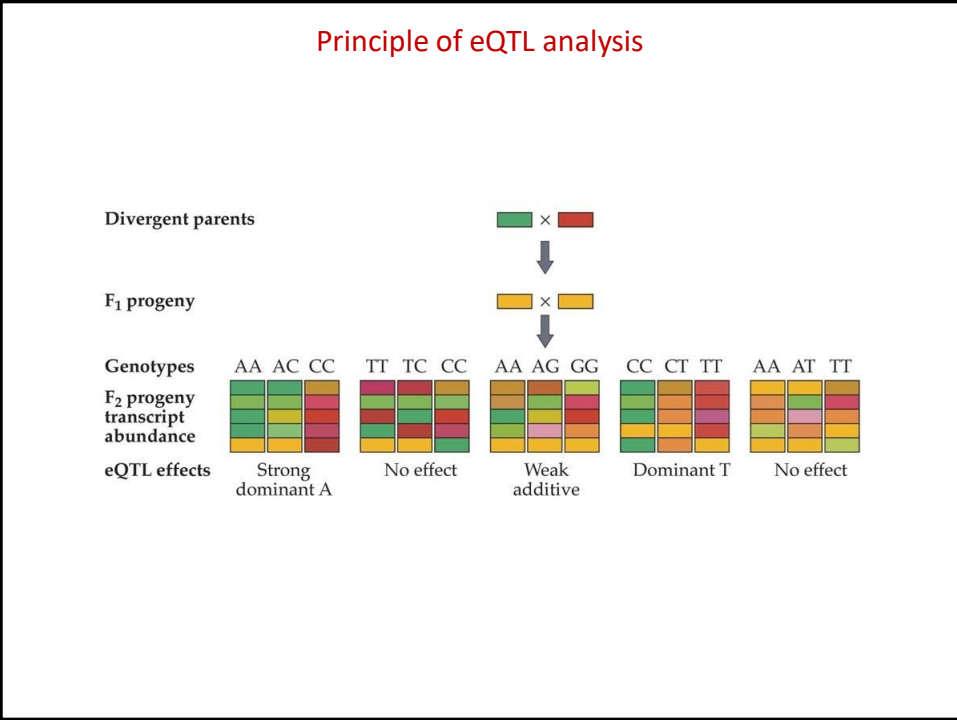 Principle of eQTL analysis
Divergent parents ×
F1 progeny ×
Genotypes AA AC CC TT TC CC AA AG GG CC CT TT AA AT TT
F2 progeny
transcript
abundance
eQTL effects Strong No effect Weak Dominant T No effect
dominant A additive